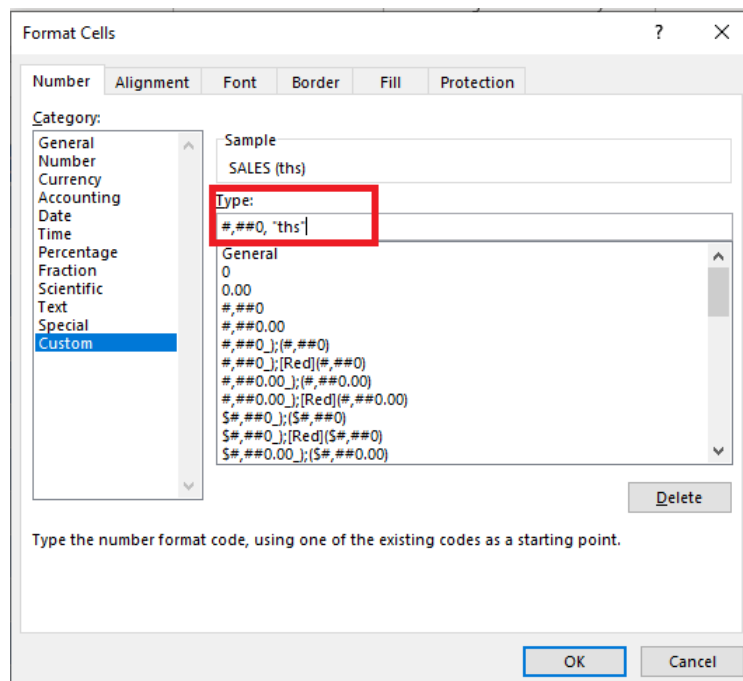 Format Cells ?
Number Alignment Font Border Fill Protection
Category:
General
Number
Currency
Accounting
Date
Time
Percentage
Fraction
Scientific
Text
Special
Custom
Sample
SALES (ths)
Type:
#,##0, "ths"
General
0
0.00
#,##0
#,##0.00
#,##0_);(#,##0)
#,##0_);[Red](#,##0)
#,##0.00_);(#,##0.00)
#,##0.00_);[Red](#,##0.00)
$#,##0_);($#,##0)
$#,##0_);[Red]($#,##0)
$#,##0.00_);($#,##0.00)
Delete
Type the number format code, using one of the existing codes as a starting point.
OK Cancel